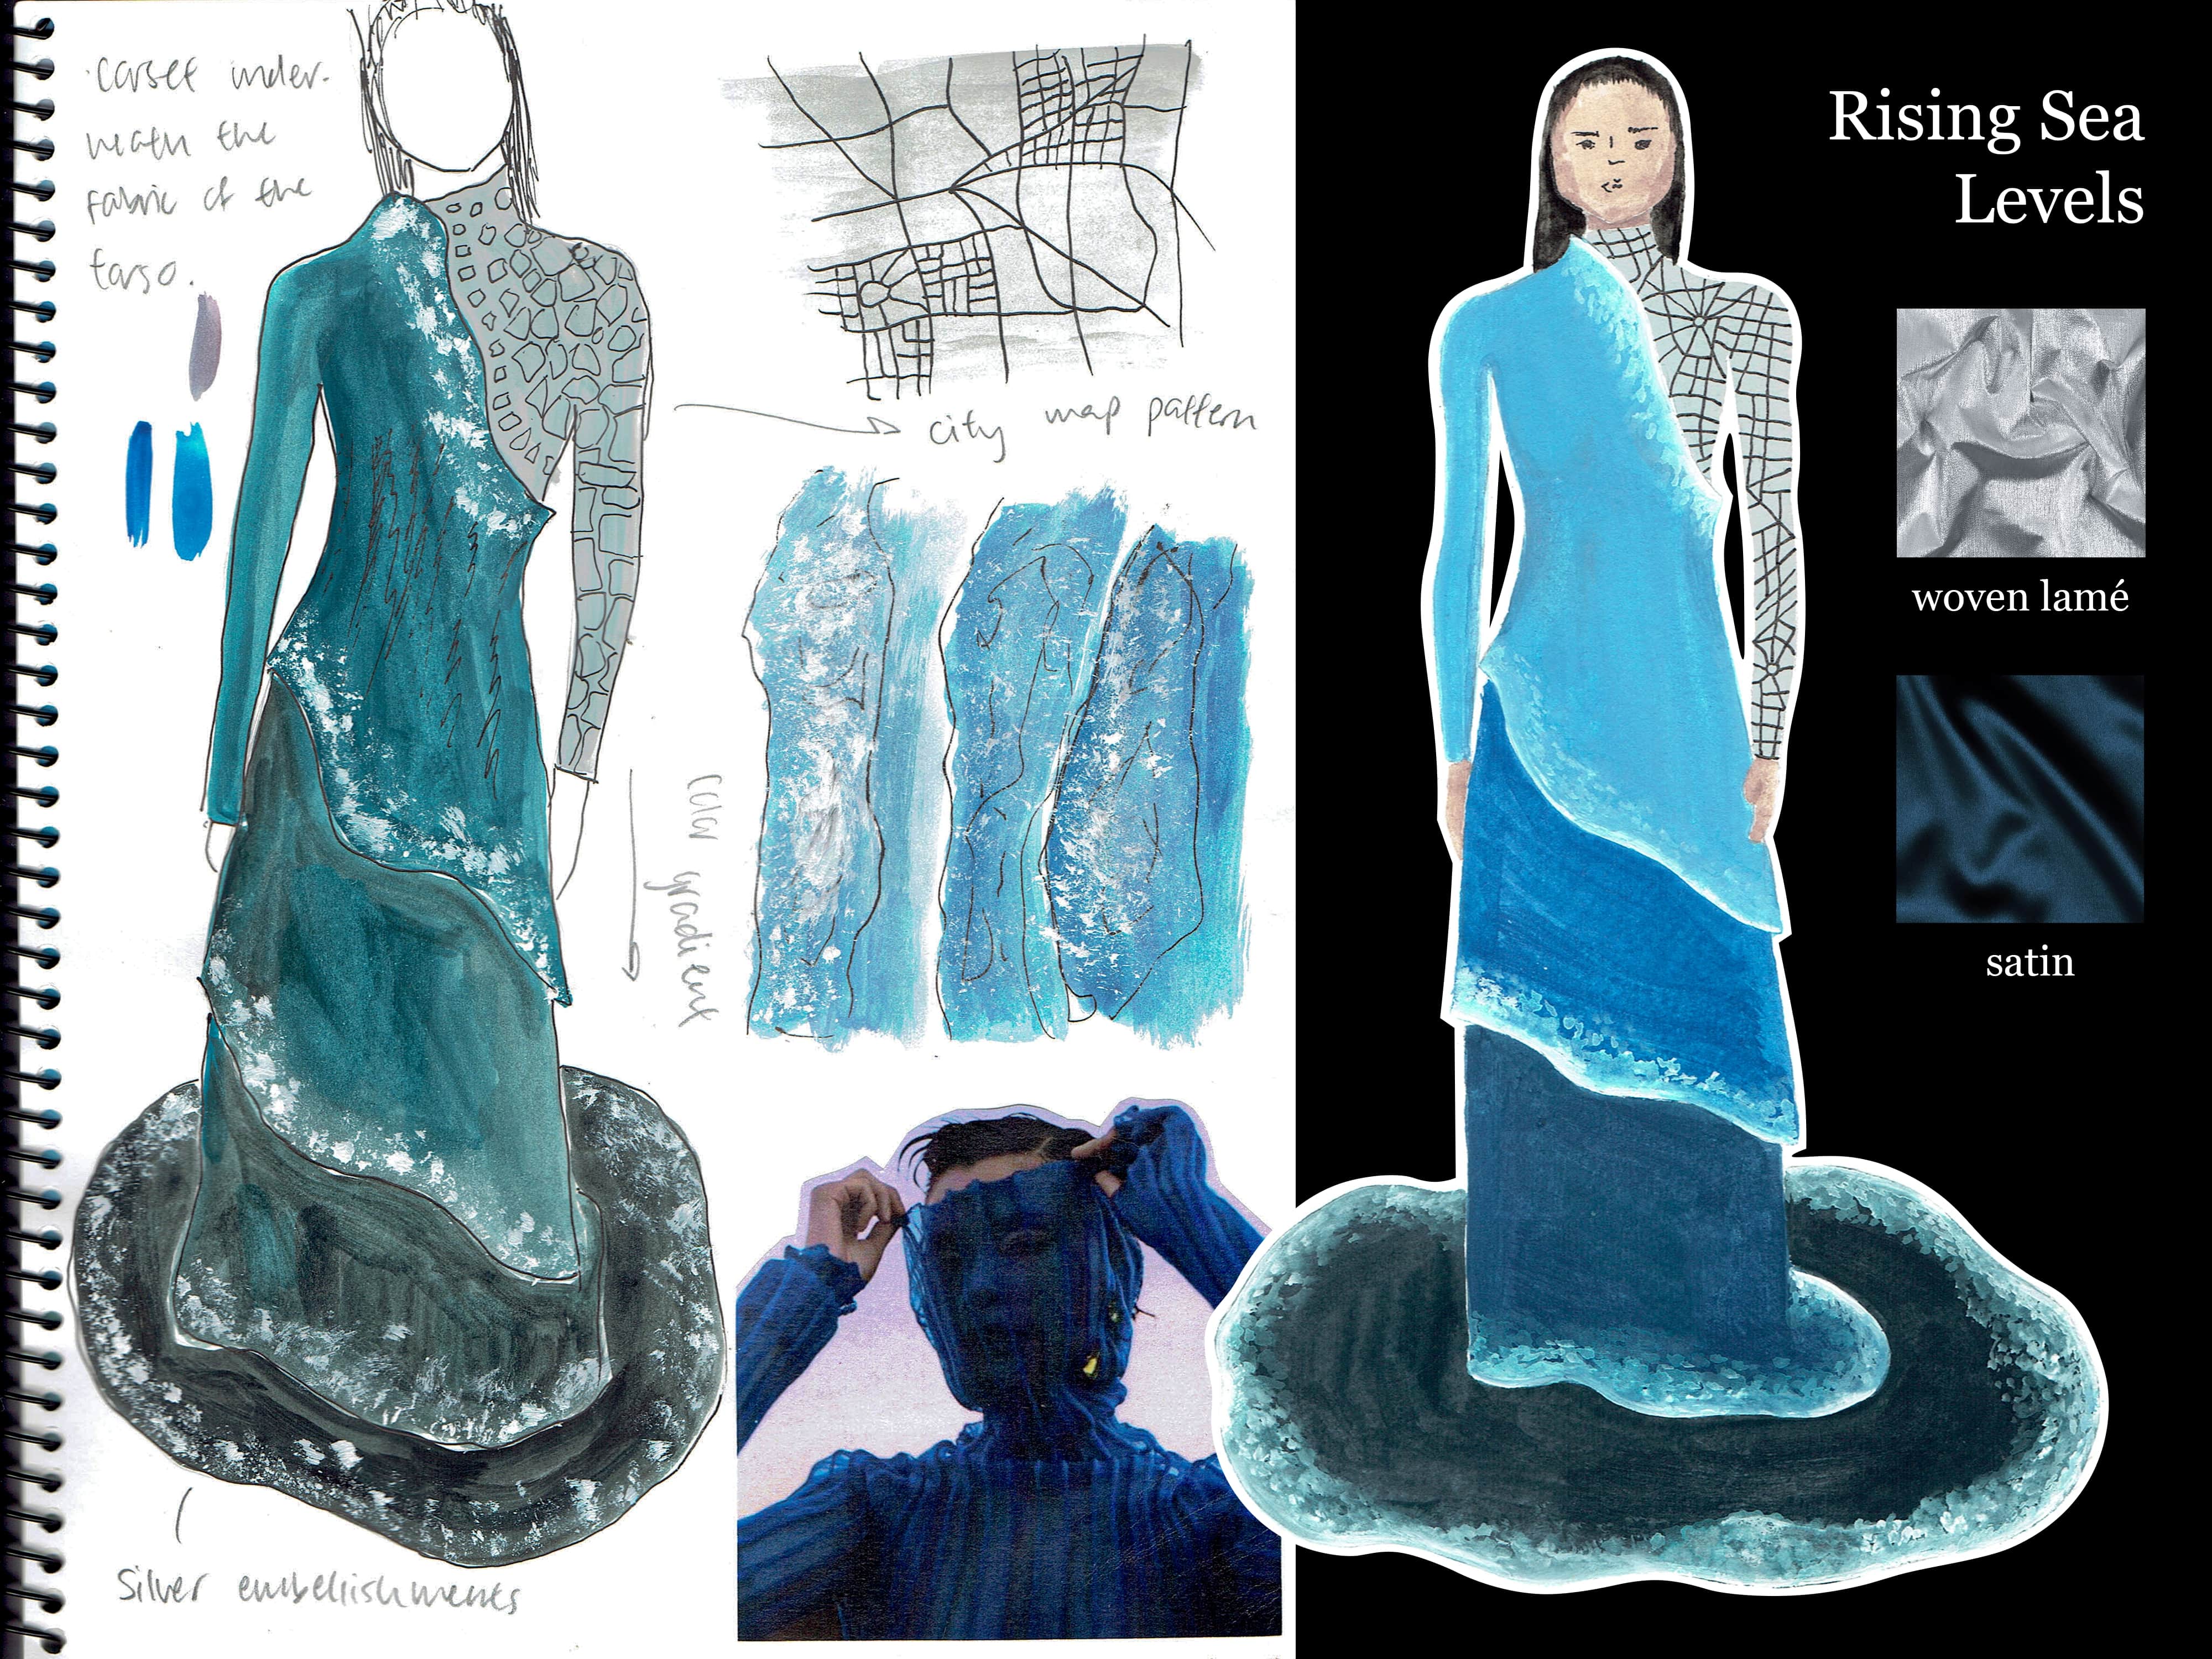 ·Corset under-
neath the
fabric of the
torso.
city map pattern
color gradient
Silver embellishments
Rising Sea
Levels
woven lamé
satin